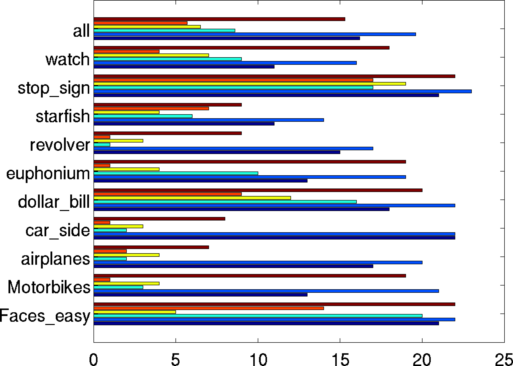 all
watch
stop_sign
starfish
revolver
euphonium
dollar_bill
car_side
airplanes
Motorbikes
Faces_easy
0 5 10 15 20 25